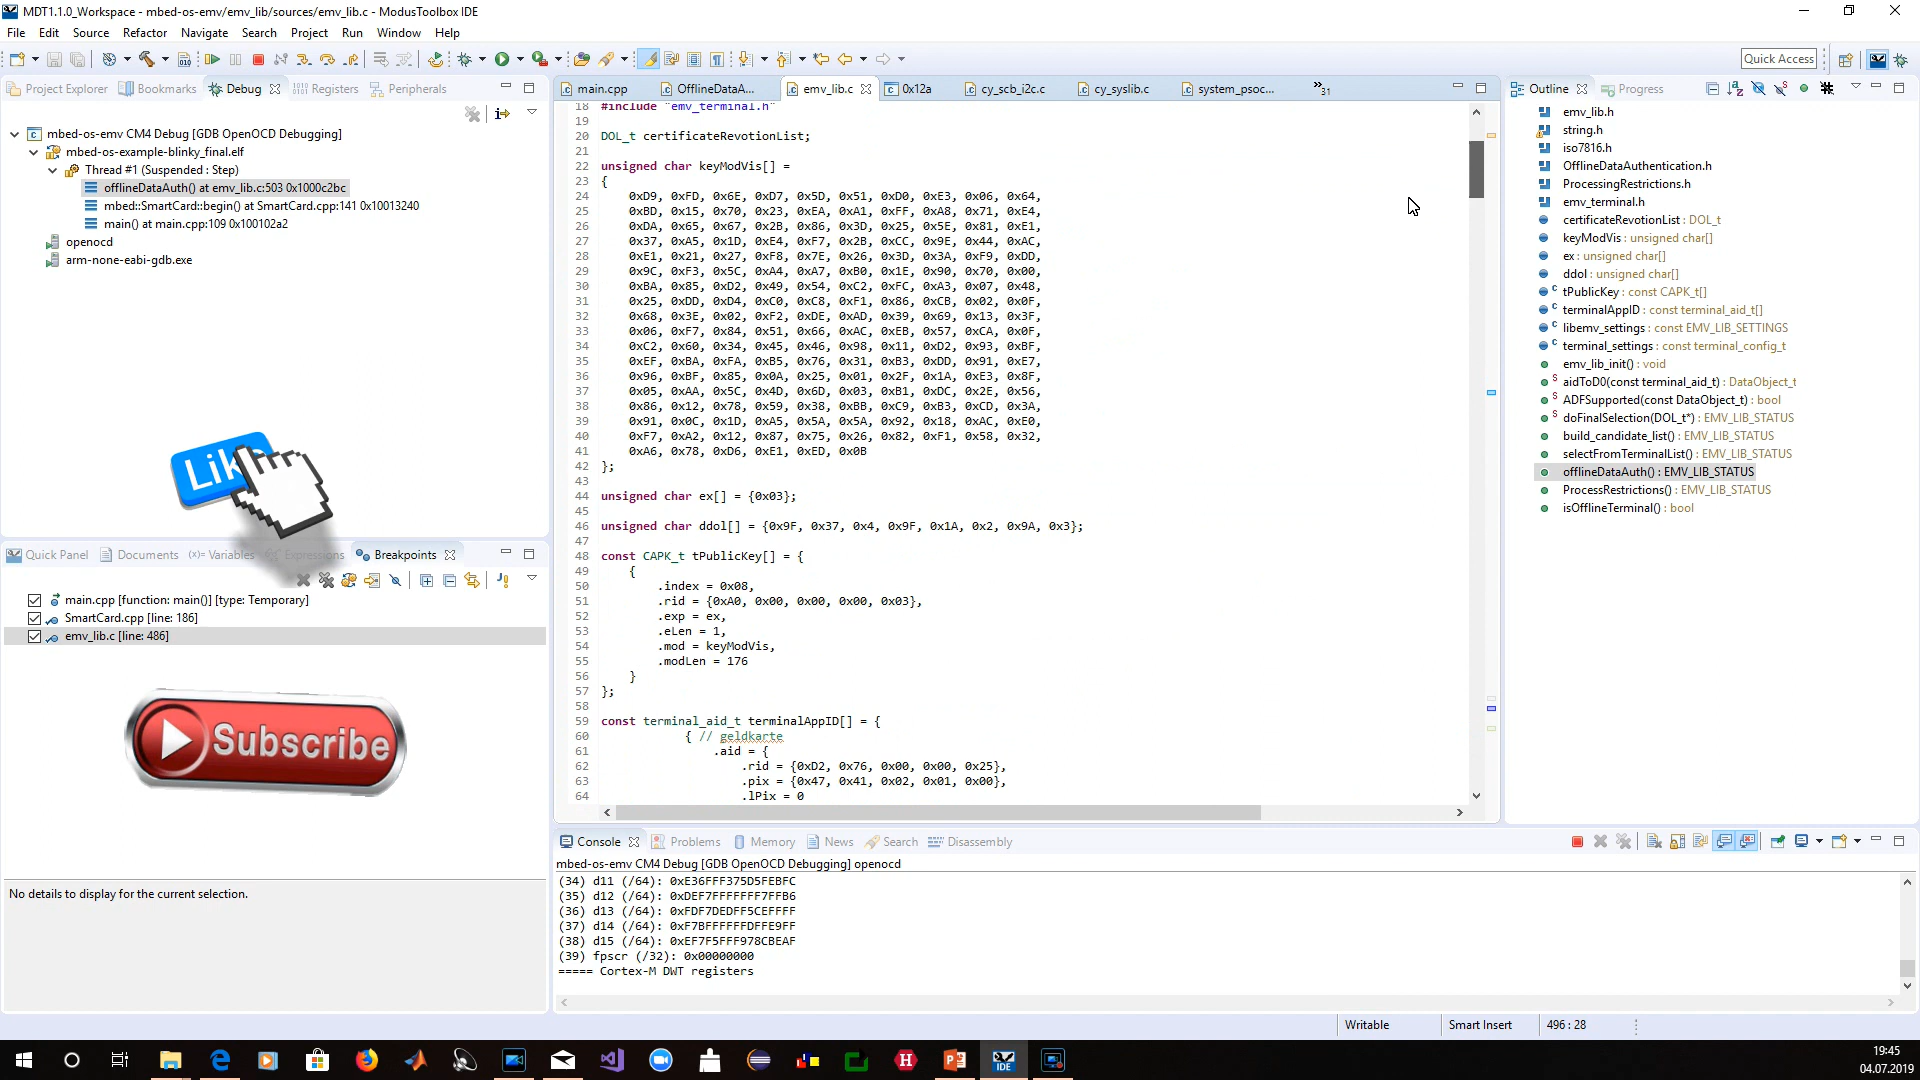 MDT1.1.0_Workspace - mbed-os-emv/emv_lib/sources/emv_lib.c - ModusToolbox IDE
File Edit Source Refactor Navigate Search Project Run Window Help
Quick Access
Project Explorer Bookmarks Debug Registers Peripherals
mbed-os-emv CM4 Debug [GDB OpenOCD Debugging]
mbed-os-example-blinky_final.elf
Thread #1 (Suspended : Step)
offlineDataAuth() at emv_lib.c:503 0x1000c2bc
mbed::SmartCard::begin() at SmartCard.cpp:141 0x10013240
main() at main.cpp:109 0x100102a2
openocd
arm-none-eabi-gdb.exe
Quick Panel Documents (x)= Variables Expressions Breakpoints
main.cpp [function: main()] [type: Temporary]
SmartCard.cpp [line: 186]
emv_lib.c [line: 486]
Subscribe
No details to display for the current selection.
main.cpp OfflineDataA... emv_lib.c 0x12a cy_scb_i2c.c cy_syslib.c system_psoc... »31
18 #include "emv_terminal.h"
19
20 DOL_t certificateRevotionList;
21
22 unsigned char keyModVis[] =
23 {
24 0xD9, 0xFD, 0x6E, 0xD7, 0x5D, 0x51, 0xD0, 0xE3, 0x06, 0x64,
25 0xBD, 0x15, 0x70, 0x23, 0xEA, 0xA1, 0xFF, 0xA8, 0x71, 0xE4,
26 0xDA, 0x65, 0x67, 0x2B, 0x86, 0x3D, 0x25, 0x5E, 0x81, 0xE1,
27 0x37, 0xA5, 0x1D, 0xE4, 0xF7, 0x2B, 0xCC, 0x9E, 0x44, 0xAC,
28 0xE1, 0x21, 0x27, 0xF8, 0x7E, 0x26, 0x3D, 0x3A, 0xF9, 0xDD,
29 0x9C, 0xF3, 0x5C, 0xA4, 0xA7, 0xB0, 0x1E, 0x90, 0x70, 0x00,
30 0xBA, 0x85, 0xD2, 0x49, 0x54, 0xC2, 0xFC, 0xA3, 0x07, 0x48,
31 0x25, 0xDD, 0xD4, 0xC0, 0xC8, 0xF1, 0x86, 0xCB, 0x02, 0x0F,
32 0x68, 0x3E, 0x02, 0xF2, 0xDE, 0xAD, 0x39, 0x69, 0x13, 0x3F,
33 0x06, 0xF7, 0x84, 0x51, 0x66, 0xAC, 0xEB, 0x57, 0xCA, 0x0F,
34 0xC2, 0x60, 0x34, 0x45, 0x46, 0x98, 0x11, 0xD2, 0x93, 0xBF,
35 0xEF, 0xBA, 0xFA, 0xB5, 0x76, 0x31, 0xB3, 0xDD, 0x91, 0xE7,
36 0x96, 0xBF, 0x85, 0x0A, 0x25, 0x01, 0x2F, 0x1A, 0xE3, 0x8F,
37 0x05, 0xAA, 0x5C, 0x4D, 0x6D, 0x03, 0xB1, 0xDC, 0x2E, 0x56,
38 0x86, 0x12, 0x78, 0x59, 0x38, 0xBB, 0xC9, 0xB3, 0xCD, 0x3A,
39 0x91, 0x0C, 0x1D, 0xA5, 0x5A, 0x5A, 0x92, 0x18, 0xAC, 0xE0,
40 0xF7, 0xA2, 0x12, 0x87, 0x75, 0x26, 0x82, 0xF1, 0x58, 0x32,
41 0xA6, 0x78, 0xD6, 0xE1, 0xED, 0x0B
42 };
43
44 unsigned char ex[] = {0x03};
45
46 unsigned char ddol[] = {0x9F, 0x37, 0x4, 0x9F, 0x1A, 0x2, 0x9A, 0x3};
47
48 const CAPK_t tPublicKey[] = {
49 {
50 .index = 0x08,
51 .rid = {0xA0, 0x00, 0x00, 0x00, 0x03},
52 .exp = ex,
53 .eLen = 1,
54 .mod = keyModVis,
55 .modLen = 176
56 }
57 };
58
59 const terminal_aid_t terminalAppID[] = {
60 { // geldkarte
61 .aid = {
62 .rid = {0xD2, 0x76, 0x00, 0x00, 0x25},
63 .pix = {0x47, 0x41, 0x02, 0x01, 0x00},
64 .lPix = 0
Outline Progress
emv_lib.h
string.h
iso7816.h
OfflineDataAuthentication.h
ProcessingRestrictions.h
emv_terminal.h
certificateRevotionList : DOL_t
keyModVis : unsigned char[]
ex : unsigned char[]
ddol : unsigned char[]
tPublicKey : const CAPK_t[]
terminalAppID : const terminal_aid_t[]
libemv_settings : const EMV_LIB_SETTINGS
terminal_settings : const terminal_config_t
emv_lib_init() : void
aidToDO(const terminal_aid_t) : DataObject_t
ADFSupported(const DataObject_t) : bool
doFinalSelection(DOL_t*) : EMV_LIB_STATUS
build_candidate_list() : EMV_LIB_STATUS
selectFromTerminalList() : EMV_LIB_STATUS
offlineDataAuth() : EMV_LIB_STATUS
ProcessRestrictions() : EMV_LIB_STATUS
isOfflineTerminal() : bool
Console Problems Memory News Search Disassembly
mbed-os-emv CM4 Debug [GDB OpenOCD Debugging] openocd
(34) d11 (/64): 0xE36FFF375D5FEBFC
(35) d12 (/64): 0xDEF7FFFFFFF7FFB6
(36) d13 (/64): 0xFDF7DEDFF5CEFFFF
(37) d14 (/64): 0xF7BFFFFFFDFFE9FF
(38) d15 (/64): 0xEF7F5FFF978CBEAF
(39) fpscr (/32): 0x00000000
===== Cortex-M DWT registers
Writable Smart Insert 496 : 28
IDE
19:45
04.07.2019